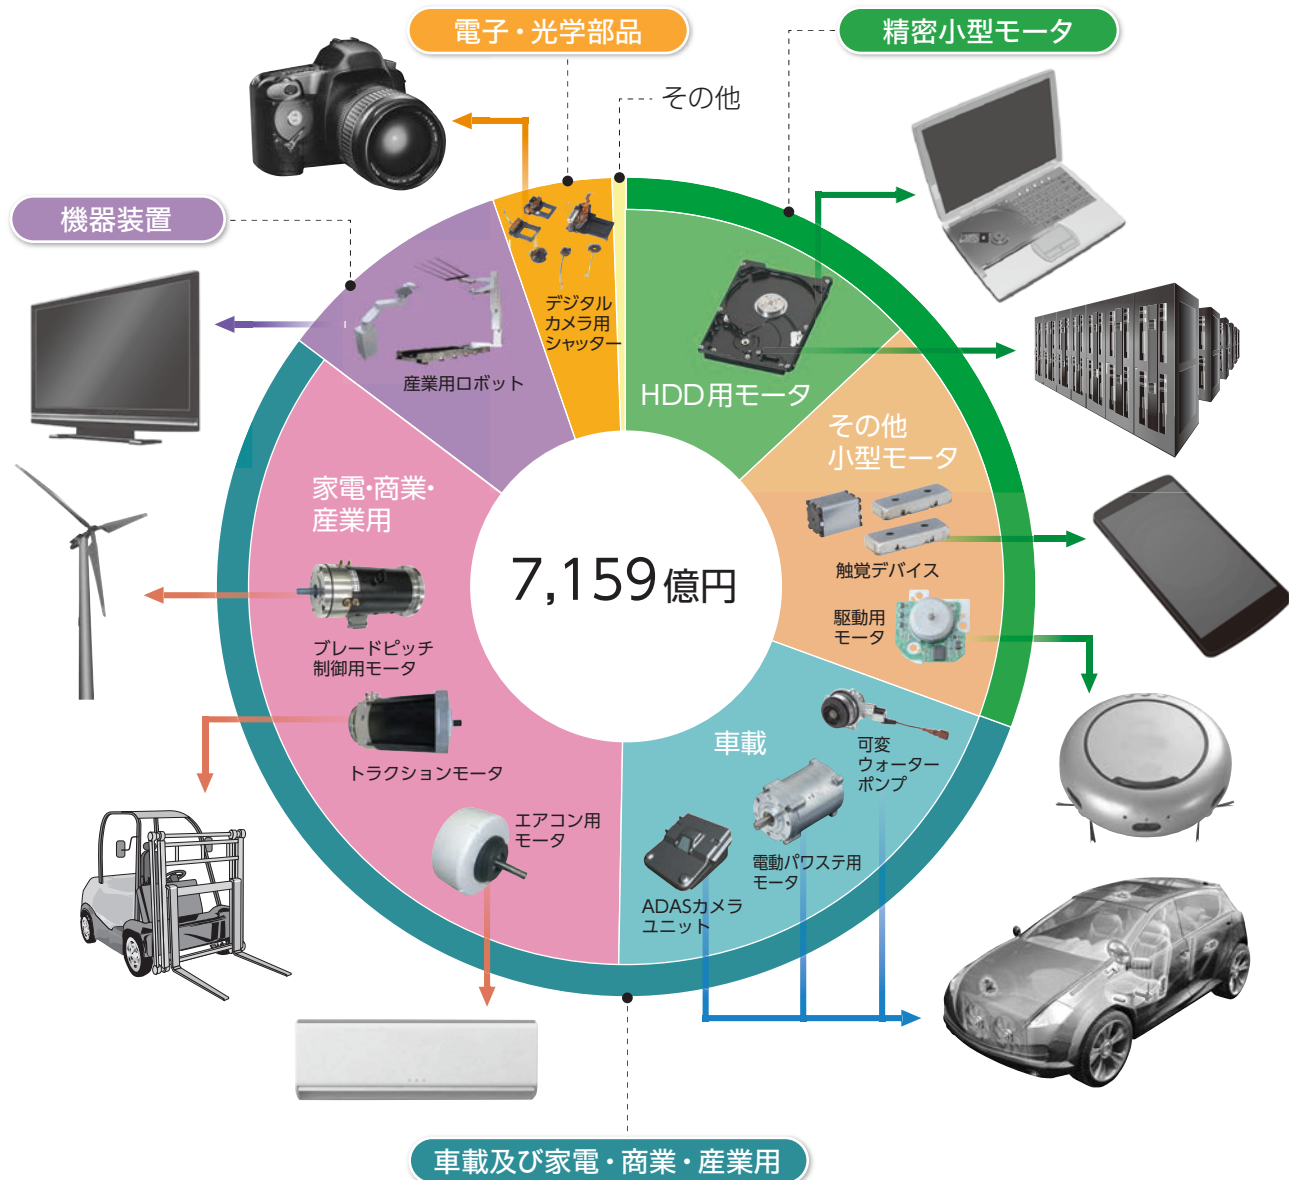 電子・光学部品
精密小型モータ
その他
機器装置
デジタル
カメラ用
シャッター
産業用ロボット
HDD用モータ
その他
小型モータ
触覚デバイス
駆動用
モータ
家電・商業・
産業用
7,159億円
ブレードピッチ
制御用モータ
トラクションモータ
エアコン用
モータ
車載
可変
ウォーター
ポンプ
電動パワステ用
モータ
ADASカメラ
ユニット
車載及び家電・商業・産業用